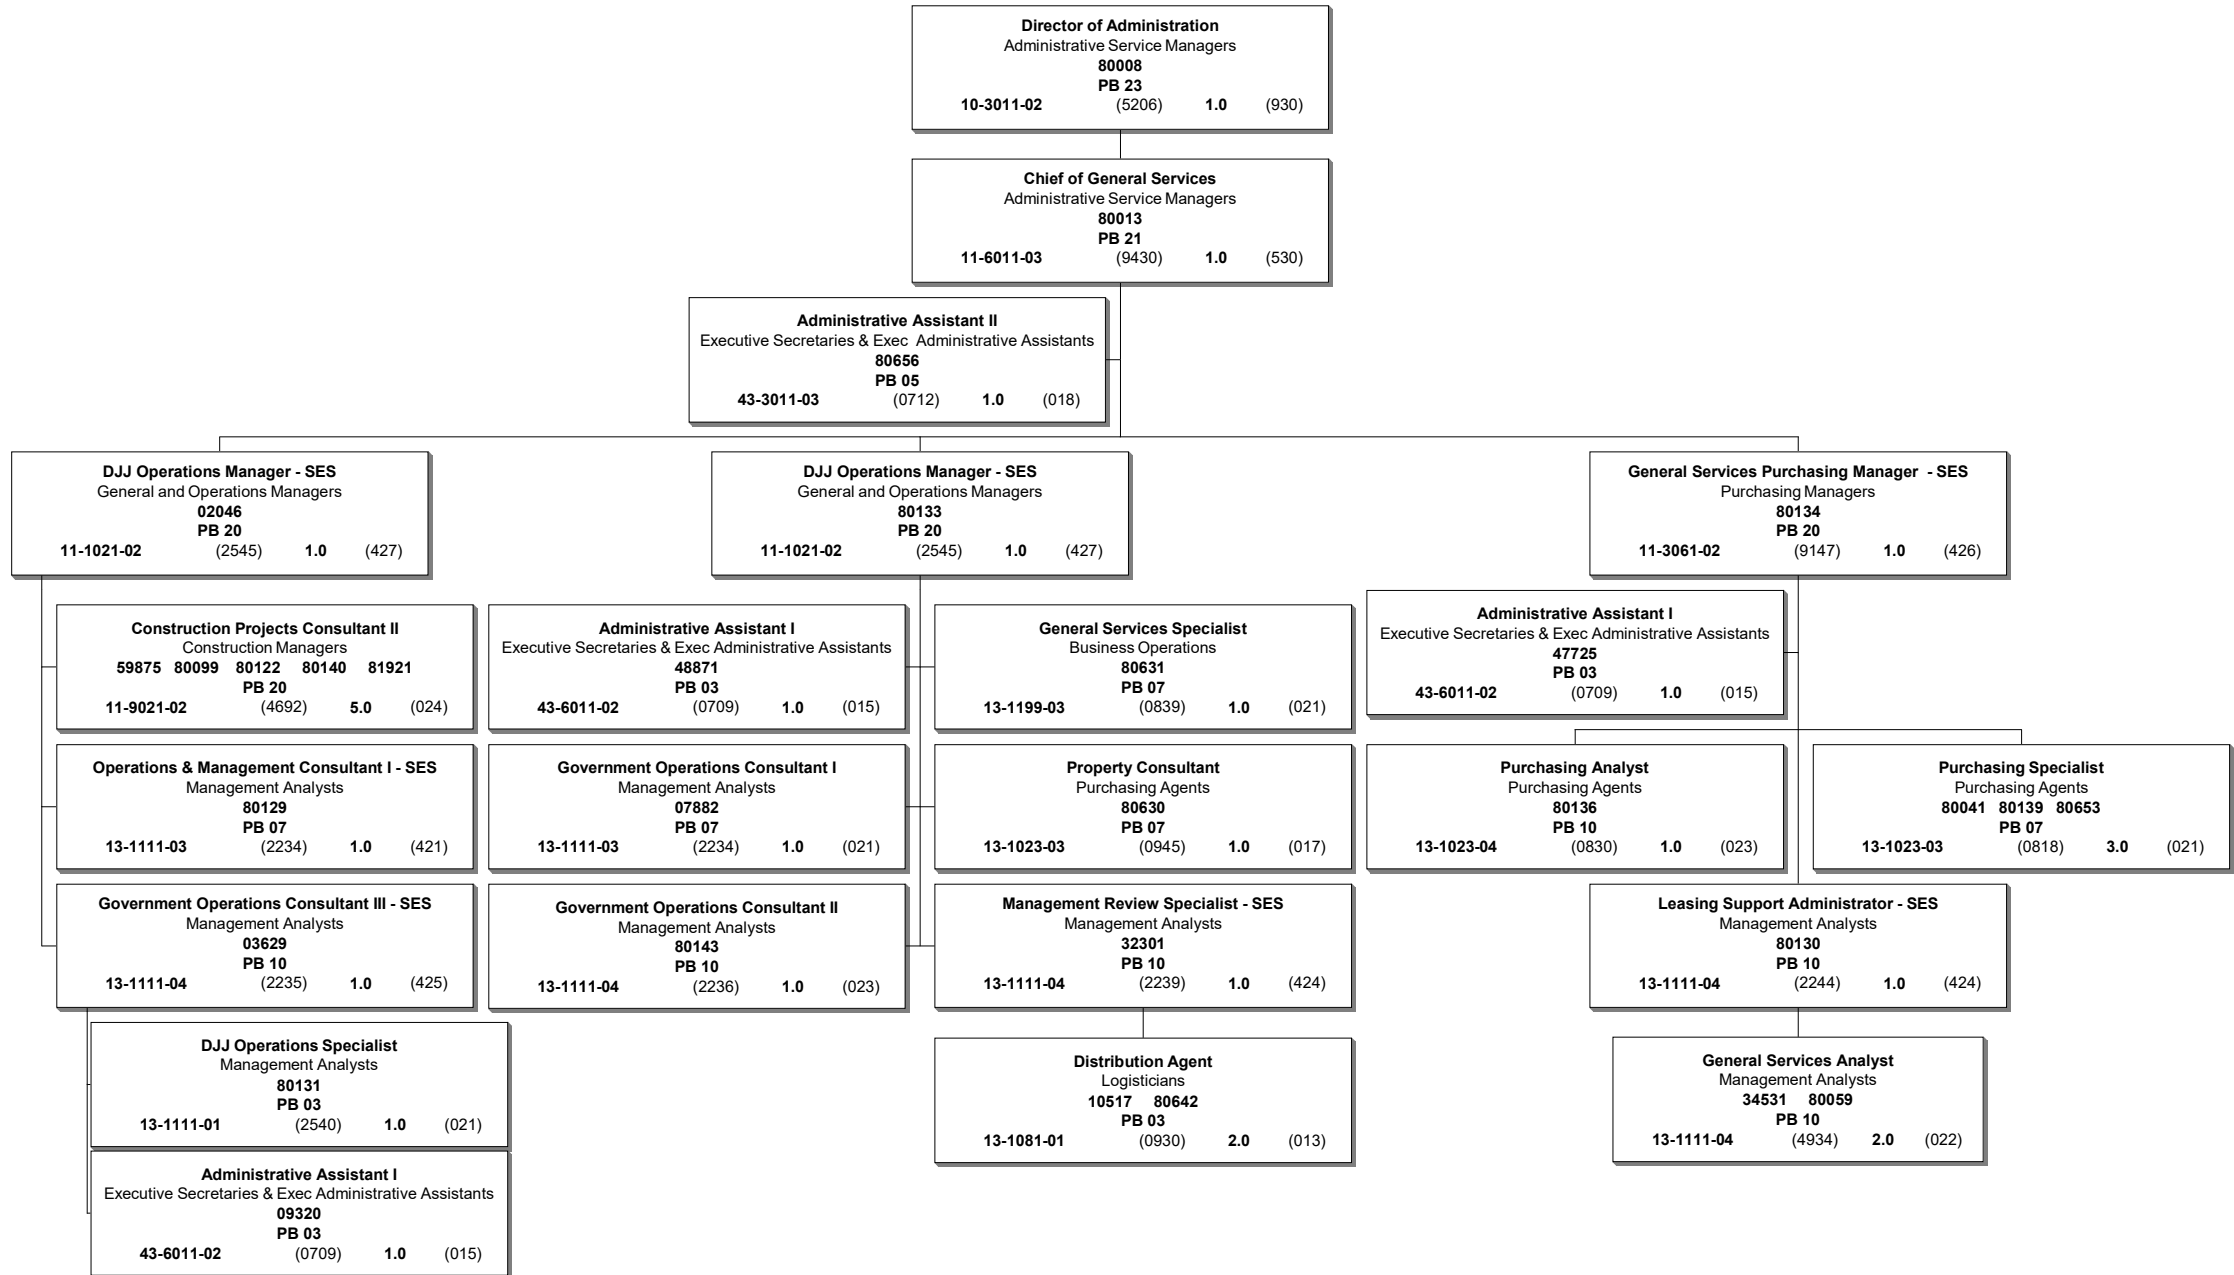 Director of Administration
Administrative Service Managers
80008
PB 23
10-3011-02 (5206) 1.0 (930)
Chief of General Services
Administrative Service Managers
80013
PB 21
11-6011-03 (9430) 1.0 (530)
Administrative Assistant II
Executive Secretaries & Exec Administrative Assistants
80656
PB 05
43-3011-03 (0712) 1.0 (018)
DJJ Operations Manager - SES
General and Operations Managers
02046
PB 20
11-1021-02 (2545) 1.0 (427)
DJJ Operations Manager - SES
General and Operations Managers
80133
PB 20
11-1021-02 (2545) 1.0 (427)
General Services Purchasing Manager - SES
Purchasing Managers
80134
PB 20
11-3061-02 (9147) 1.0 (426)
Construction Projects Consultant II
Construction Managers
59875 80099 80122 80140 81921
PB 20
11-9021-02 (4692) 5.0 (024)
Administrative Assistant I
Executive Secretaries & Exec Administrative Assistants
48871
PB 03
43-6011-02 (0709) 1.0 (015)
General Services Specialist
Business Operations
80631
PB 07
13-1199-03 (0839) 1.0 (021)
Administrative Assistant I
Executive Secretaries & Exec Administrative Assistants
47725
PB 03
43-6011-02 (0709) 1.0 (015)
Operations & Management Consultant I - SES
Management Analysts
80129
PB 07
13-1111-03 (2234) 1.0 (421)
Government Operations Consultant I
Management Analysts
07882
PB 07
13-1111-03 (2234) 1.0 (021)
Property Consultant
Purchasing Agents
80630
PB 07
13-1023-03 (0945) 1.0 (017)
Purchasing Analyst
Purchasing Agents
80136
PB 10
13-1023-04 (0830) 1.0 (023)
Purchasing Specialist
Purchasing Agents
80041 80139 80653
PB 07
13-1023-03 (0818) 3.0 (021)
Government Operations Consultant III - SES
Management Analysts
03629
PB 10
13-1111-04 (2235) 1.0 (425)
Government Operations Consultant II
Management Analysts
80143
PB 10
13-1111-04 (2236) 1.0 (023)
Management Review Specialist - SES
Management Analysts
32301
PB 10
13-1111-04 (2239) 1.0 (424)
Leasing Support Administrator - SES
Management Analysts
80130
PB 10
13-1111-04 (2244) 1.0 (424)
DJJ Operations Specialist
Management Analysts
80131
PB 03
13-1111-01 (2540) 1.0 (021)
Distribution Agent
Logisticians
10517 80642
PB 03
13-1081-01 (0930) 2.0 (013)
General Services Analyst
Management Analysts
34531 80059
PB 10
13-1111-04 (4934) 2.0 (022)
Administrative Assistant I
Executive Secretaries & Exec Administrative Assistants
09320
PB 03
43-6011-02 (0709) 1.0 (015)